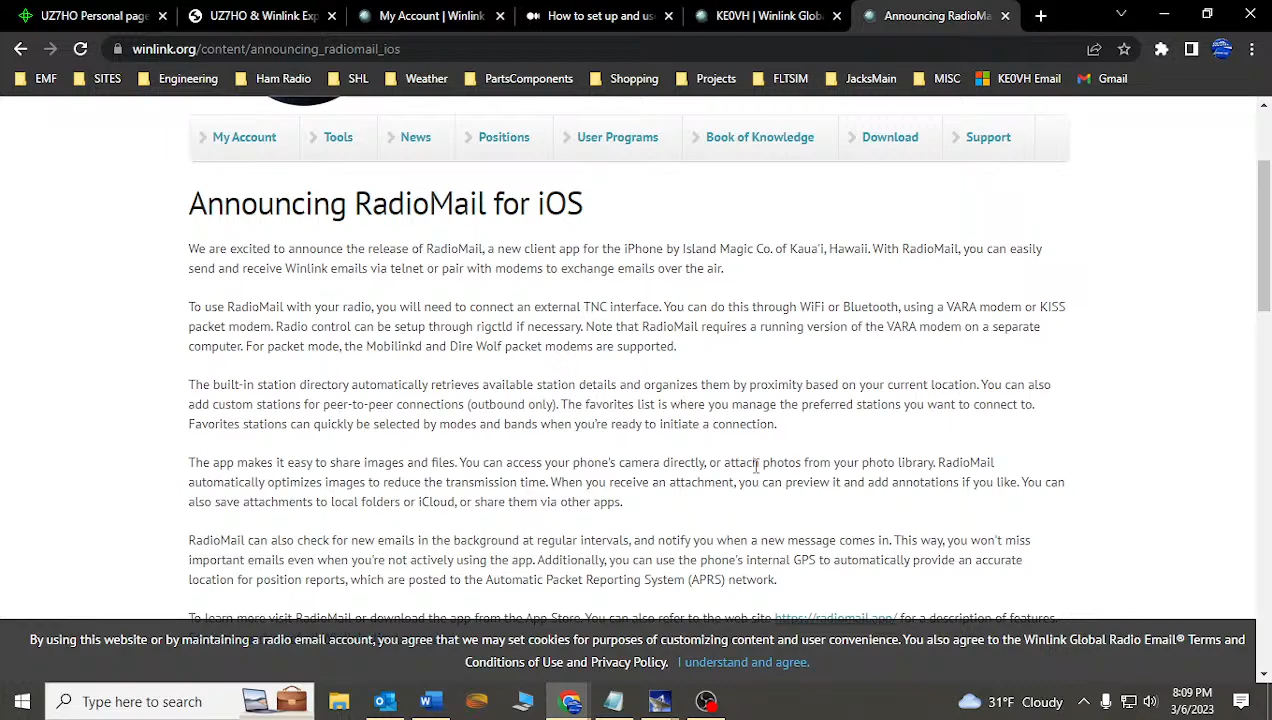 UZ7HO Personal page
UZ7HO & Winlink Exp
My Account | Winlink
How to set up and us
KE0VH | Winlink Glob
Announcing RadioMa
winlink.org/content/announcing_radiomail_ios
EMF
SITES
Engineering
Ham Radio
SHL
Weather
PartsComponents
Shopping
Projects
FLTSIM
JacksMain
MISC
KE0VH Email
Gmail
My Account
Tools
News
Positions
User Programs
Book of Knowledge
Download
Support
Announcing RadioMail for iOS
We are excited to announce the release of RadioMail, a new client app for the iPhone by Island Magic Co. of Kaua'i, Hawaii. With RadioMail, you can easily
send and receive Winlink emails via telnet or pair with modems to exchange emails over the air.
To use RadioMail with your radio, you will need to connect an external TNC interface. You can do this through WiFi or Bluetooth, using a VARA modem or KISS
packet modem. Radio control can be setup through rigctld if necessary. Note that RadioMail requires a running version of the VARA modem on a separate
computer. For packet mode, the Mobilinkd and Dire Wolf packet modems are supported.
The built-in station directory automatically retrieves available station details and organizes them by proximity based on your current location. You can also
add custom stations for peer-to-peer connections (outbound only). The favorites list is where you manage the preferred stations you want to connect to.
Favorites stations can quickly be selected by modes and bands when you're ready to initiate a connection.
The app makes it easy to share images and files. You can access your phone's camera directly, or attach photos from your photo library. RadioMail
automatically optimizes images to reduce the transmission time. When you receive an attachment, you can preview it and add annotations if you like. You can
also save attachments to local folders or iCloud, or share them via other apps.
RadioMail can also check for new emails in the background at regular intervals, and notify you when a new message comes in. This way, you won't miss
important emails even when you're not actively using the app. Additionally, you can use the phone's internal GPS to automatically provide an accurate
location for position reports, which are posted to the Automatic Packet Reporting System (APRS) network.
To learn more visit RadioMail or download the app from the App Store. You can also refer to the web site https://radiomail.app/ for a description of features.
By using this website or by maintaining a radio email account, you agree that we may set cookies for purposes of customizing content and user convenience. You also agree to the Winlink Global Radio Email® Terms and
Conditions of Use and Privacy Policy. I understand and agree.
Type here to search
31°F Cloudy
8:09 PM
3/6/2023